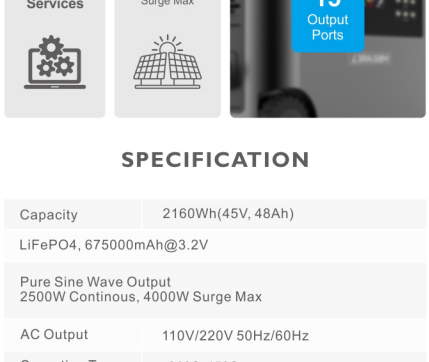 Services
Surge Max
15
Output
Ports
SPECIFICATION
Capacity
2160Wh(45V, 48Ah)
LiFePO4, 675000mAh@3.2V
Pure Sine Wave Output
2500W Continous, 4000W Surge Max
AC Output
110V/220V 50Hz/60Hz